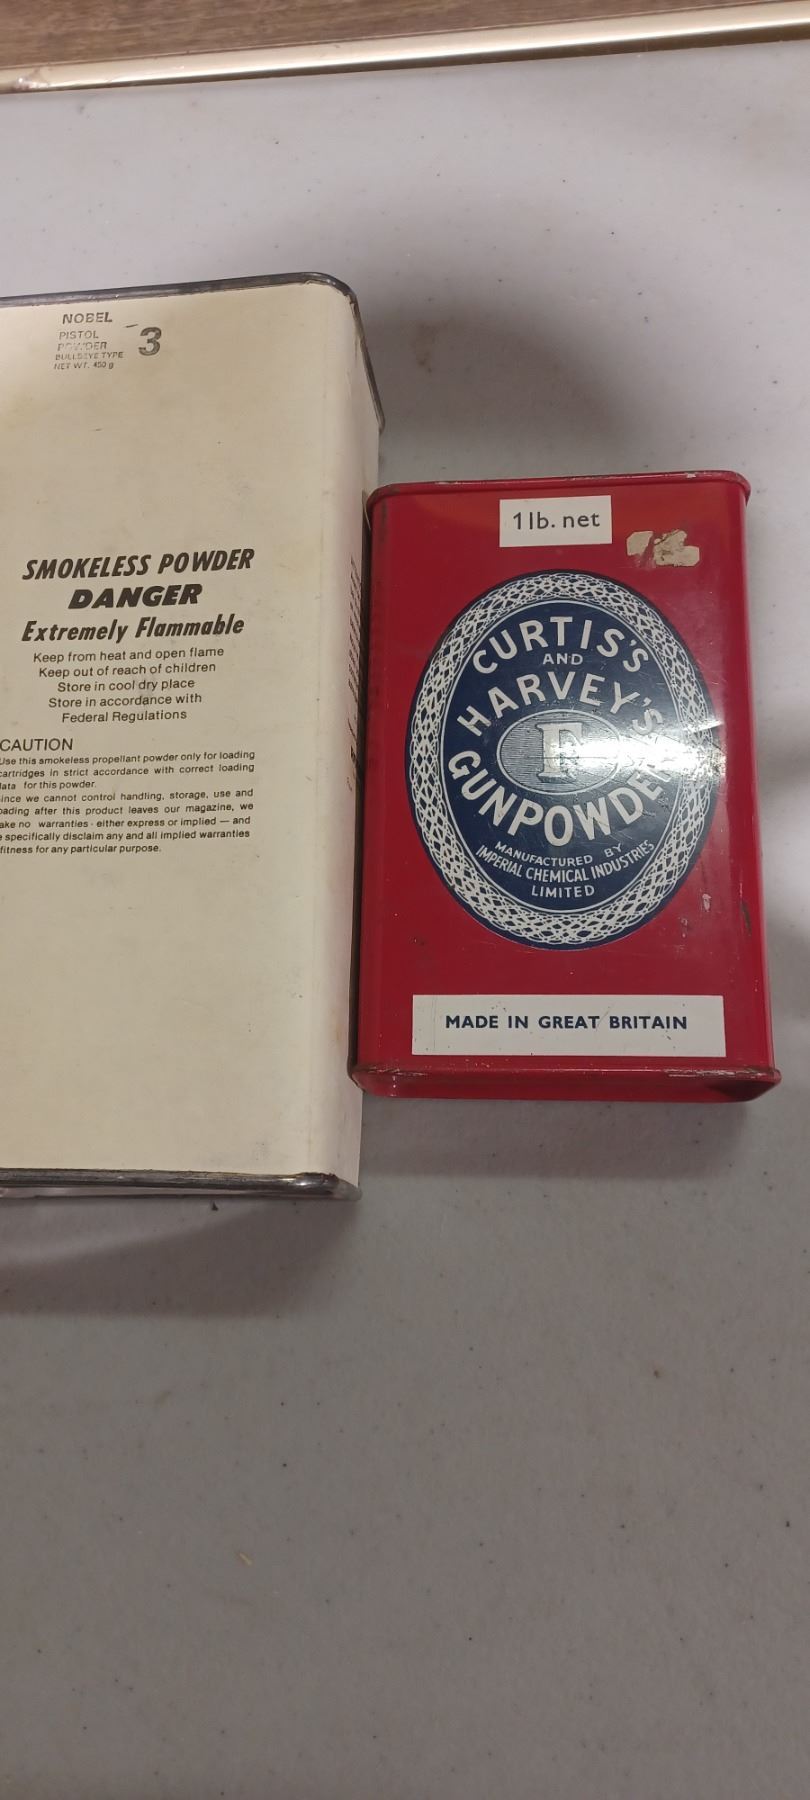 NOBEL
PISTOL
POWDER
BULLSEYE TYPE
NET WT. 450 g
3
SMOKELESS POWDER
DANGER
Extremely Flammable
Keep from heat and open flame
Keep out of reach of children
Store in cool dry place
Store in accordance with
Federal Regulations
CAUTION
Use this smokeless propellant powder only for loading
cartridges in strict accordance with correct loading
for this powder.
we cannot control handling, storage, use and
after this product leaves our magazine, we
no warranties - either express or implied — and
specifically disclaim any and all implied warranties
fitness for any particular purpose.
1 lb. net
CURTIS'S
AND
HARVEY'S
F
GUNPOWDER
MANUFACTURED BY
IMPERIAL CHEMICAL INDUSTRIES
LIMITED
MADE IN GREAT BRITAIN